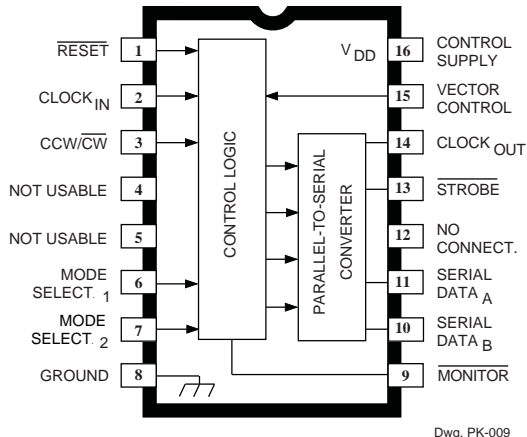 RESET
1
CLOCK IN
2
CCW/CW
3
NOT USABLE
4
NOT USABLE
5
MODE
SELECT. 1
6
MODE
SELECT. 2
7
GROUND
8
CONTROL LOGIC
PARALLEL-TO-SERIAL
CONVERTER
V DD
16
CONTROL
SUPPLY
15
VECTOR
CONTROL
14
CLOCK OUT
13
STROBE
12
NO
CONNECT.
11
SERIAL
DATA A
10
SERIAL
DATA B
9
MONITOR
Dwg. PK-009